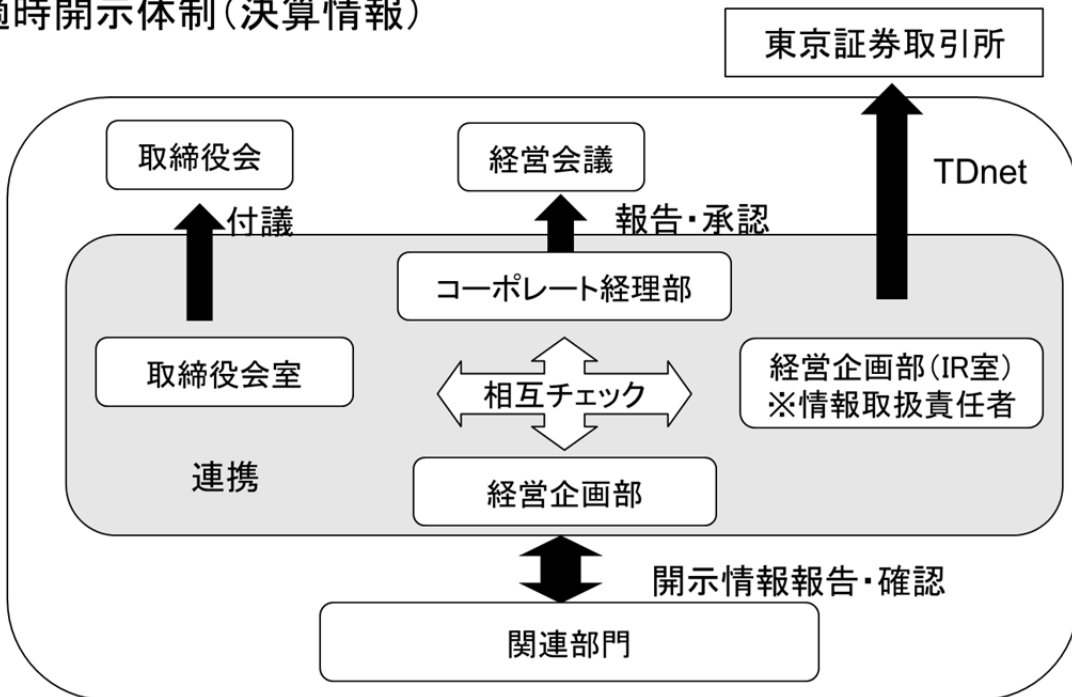 時開示体制(決算情報)
東京証券取引所
取締役会
経営会議
TDnet
付議
報告・承認
コーポレート経理部
取締役会室
相互チェック
経営企画部(IR室)
※情報取扱責任者
連携
経営企画部
開示情報報告・確認
関連部門